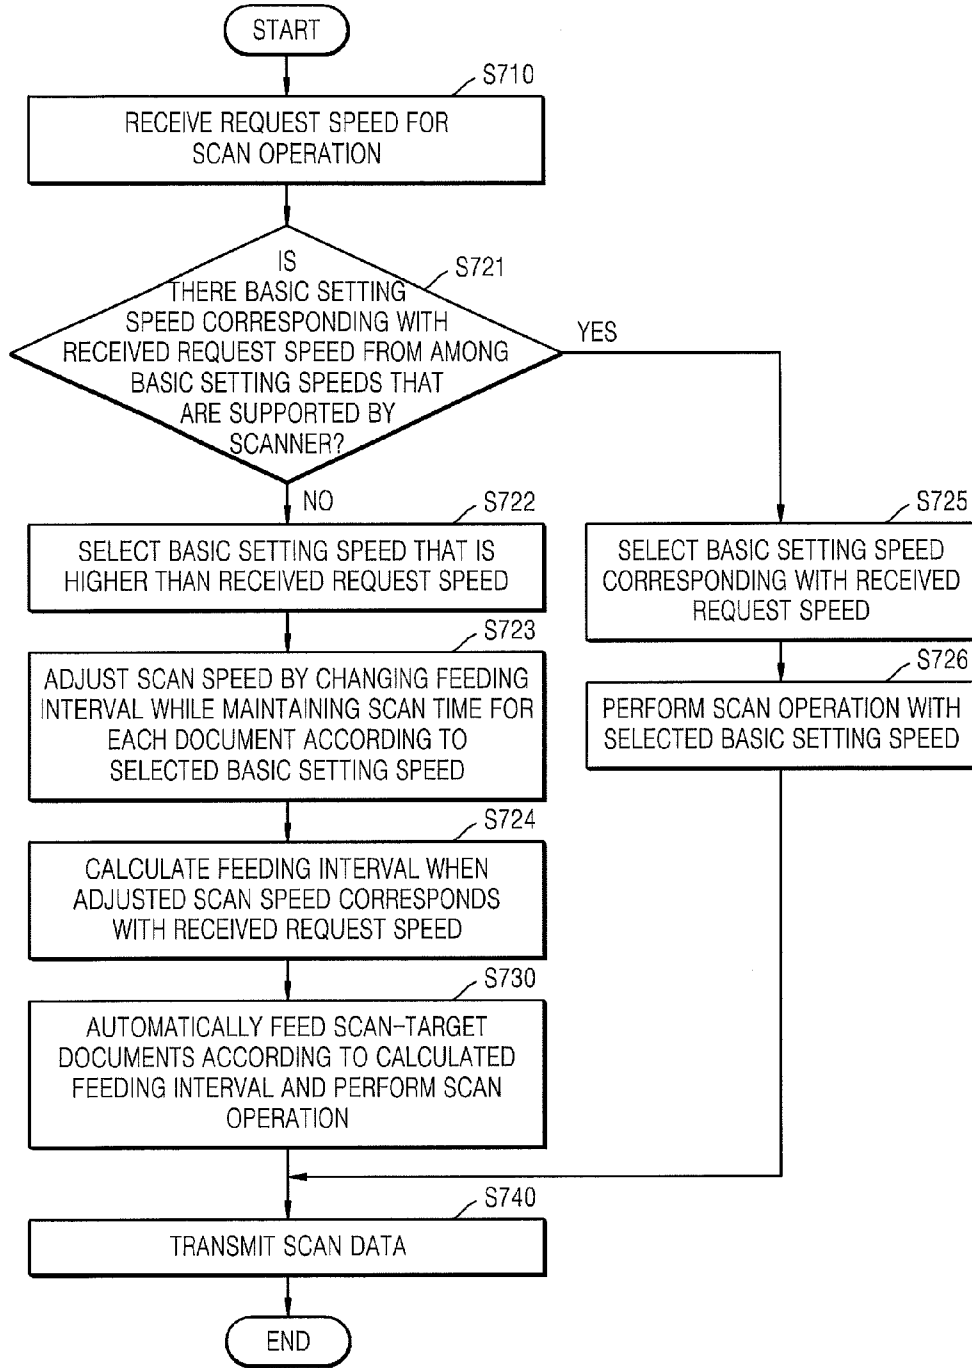 START
S710
RECEIVE REQUEST SPEED FOR
SCAN OPERATION
S721
IS
THERE BASIC SETTING
SPEED CORRESPONDING WITH
RECEIVED REQUEST SPEED FROM AMONG
BASIC SETTING SPEEDS THAT
ARE SUPPORTED BY
SCANNER?
YES
NO
S722
SELECT BASIC SETTING SPEED THAT IS
HIGHER THAN RECEIVED REQUEST SPEED
S723
ADJUST SCAN SPEED BY CHANGING FEEDING
INTERVAL WHILE MAINTAINING SCAN TIME FOR
EACH DOCUMENT ACCORDING TO
SELECTED BASIC SETTING SPEED
S724
CALCULATE FEEDING INTERVAL WHEN
ADJUSTED SCAN SPEED CORRESPONDS
WITH RECEIVED REQUEST SPEED
S730
AUTOMATICALLY FEED SCAN-TARGET
DOCUMENTS ACCORDING TO CALCULATED
FEEDING INTERVAL AND PERFORM SCAN
OPERATION
S725
SELECT BASIC SETTING SPEED
CORRESPONDING WITH RECEIVED
REQUEST SPEED
S726
PERFORM SCAN OPERATION WITH
SELECTED BASIC SETTING SPEED
S740
TRANSMIT SCAN DATA
END